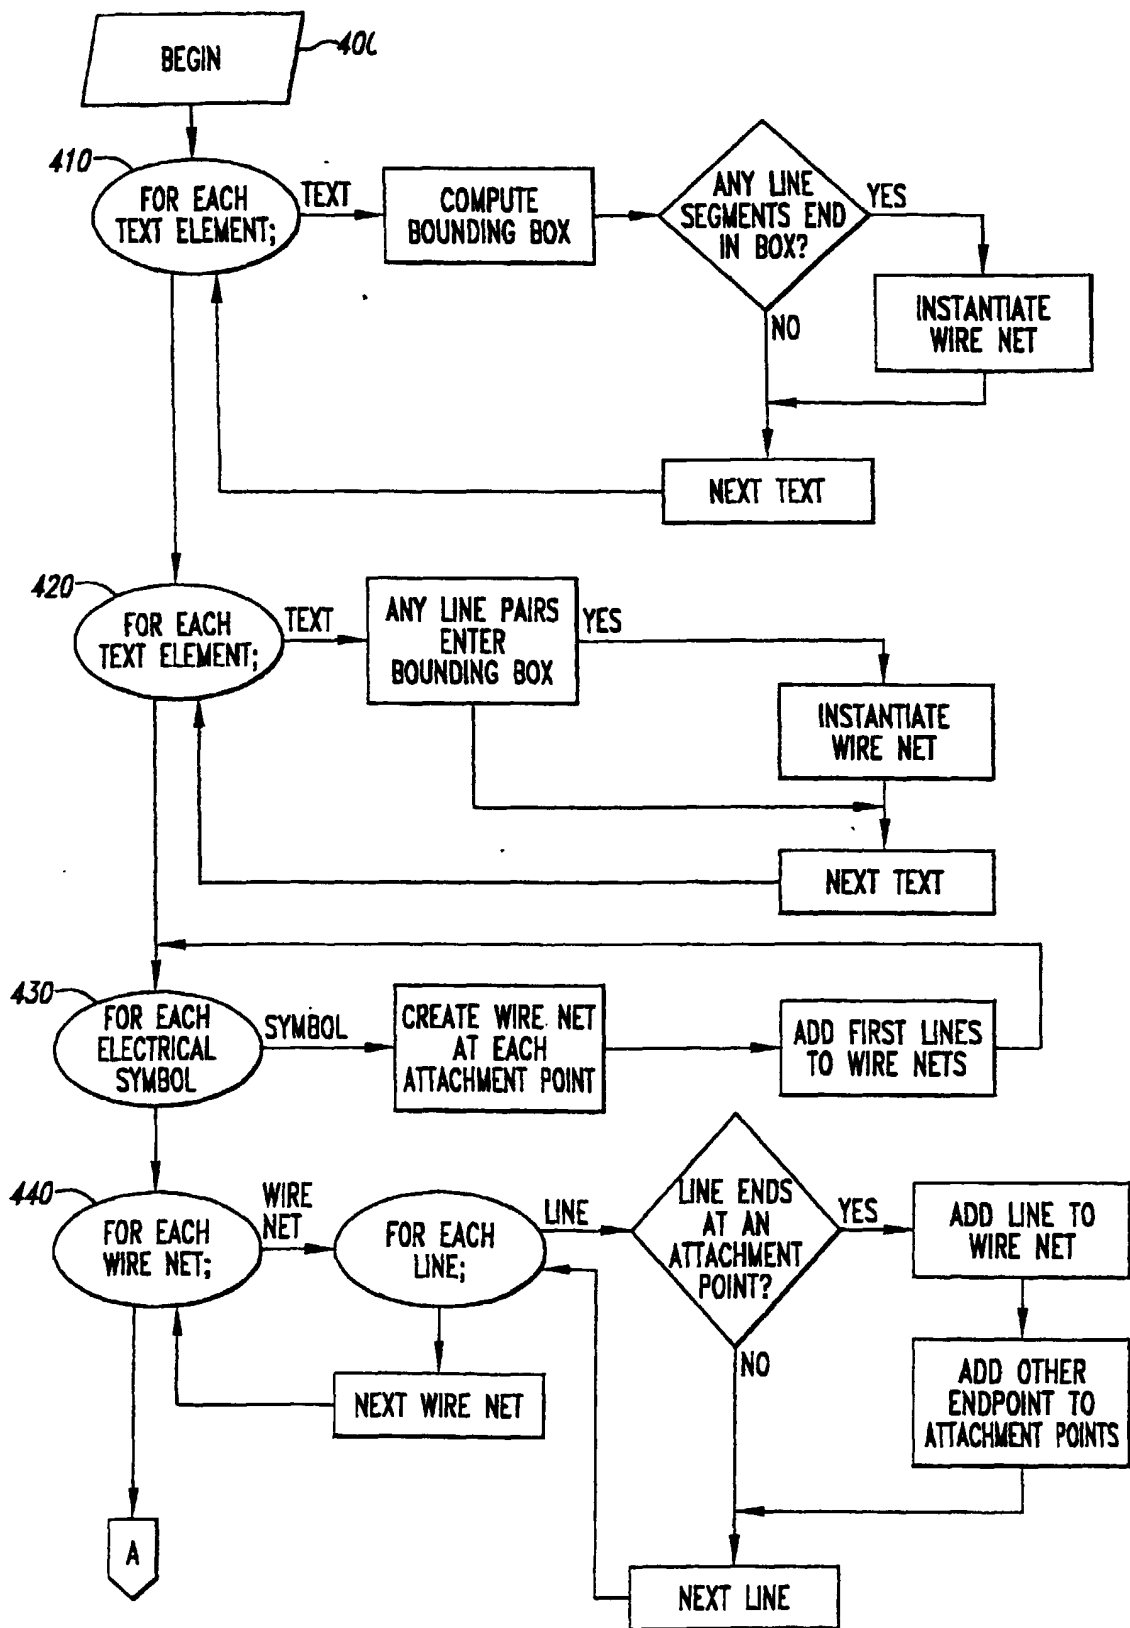 BEGIN
400
410
FOR EACH
TEXT ELEMENT;
TEXT
COMPUTE
BOUNDING BOX
ANY LINE
SEGMENTS END
IN BOX?
YES
INSTANTIATE
WIRE NET
NO
NEXT TEXT
420
FOR EACH
TEXT ELEMENT;
TEXT
ANY LINE PAIRS
ENTER
BOUNDING BOX
YES
INSTANTIATE
WIRE NET
NEXT TEXT
430
FOR EACH
ELECTRICAL
SYMBOL
SYMBOL
CREATE WIRE NET
AT EACH
ATTACHMENT POINT
ADD FIRST LINES
TO WIRE NETS
440
FOR EACH
WIRE NET;
WIRE
NET
FOR EACH
LINE;
LINE
LINE ENDS
AT AN
ATTACHMENT
POINT?
YES
ADD LINE TO
WIRE NET
NO
ADD OTHER
ENDPOINT TO
ATTACHMENT POINTS
NEXT WIRE NET
A
NEXT LINE